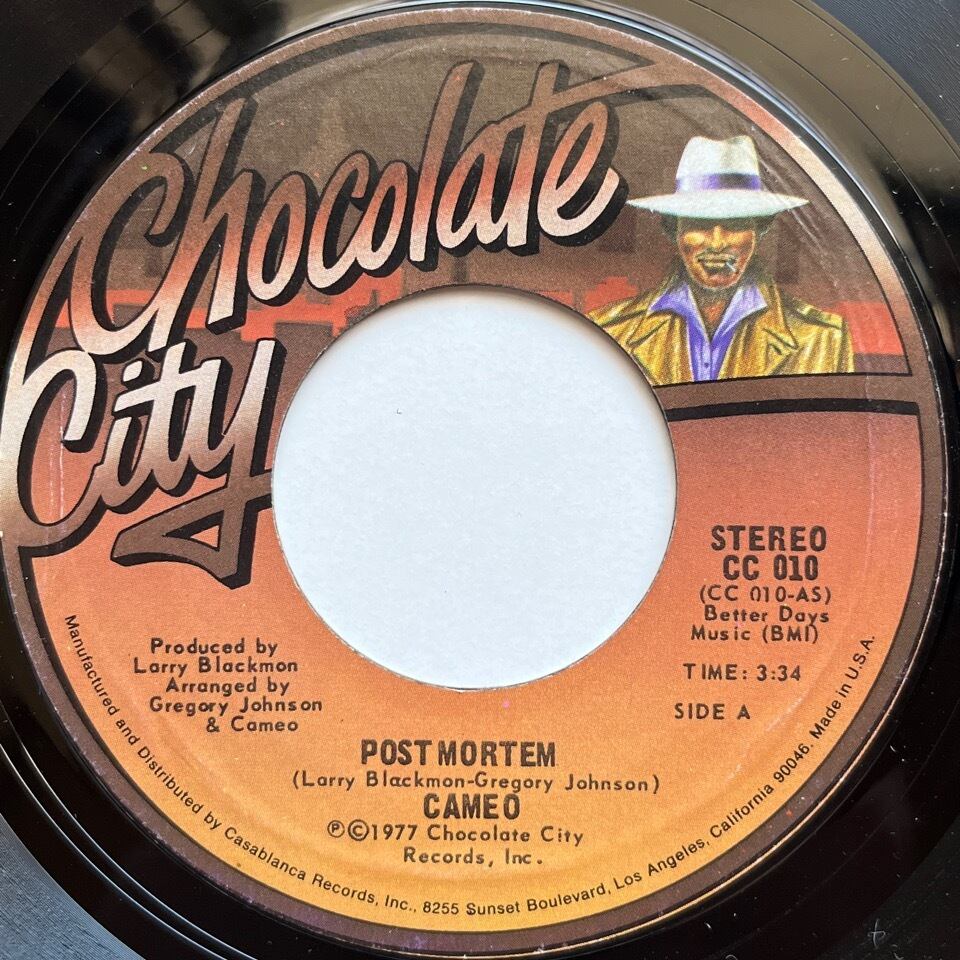 Chocolate
City
STEREO
CC 010
(CC 010-AS)
Better Days
Music (BMI)
TIME: 3:34
SIDE A
Produced by
Larry Blackmon
Arranged by
Gregory Johnson
& Cameo
POST MORTEM
(Larry Blackmon-Gregory Johnson)
CAMEO
℗©1977 Chocolate City
Records, Inc.
Manufactured and Distributed by Casablanca Records, Inc., 8255 Sunset Boulevard, Los Angeles, California 90046. Made in U.S.A.